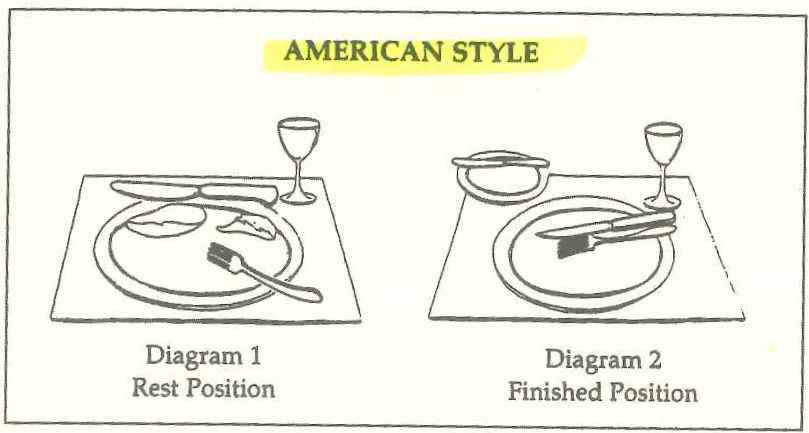 AMERICAN STYLE
Diagram 1
Rest Position
Diagram 2
Finished Position